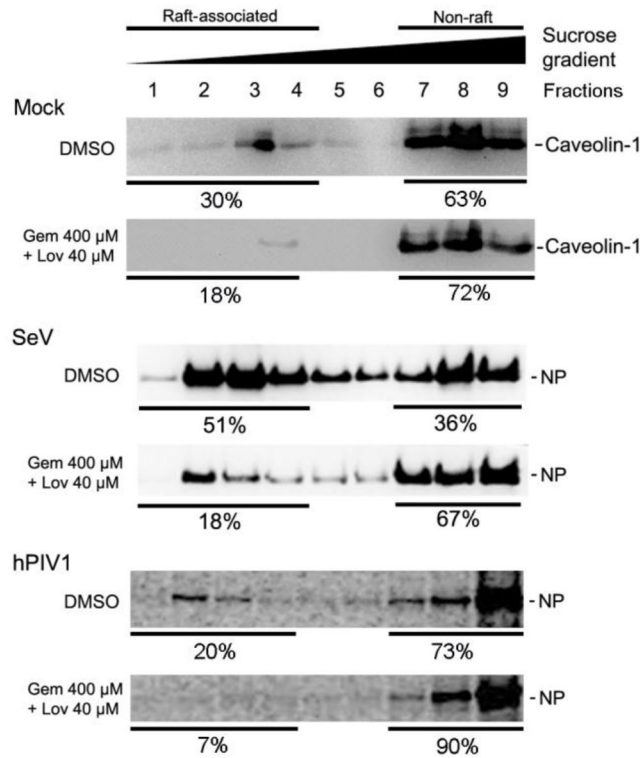 Raft-associated Non-raft
Sucrose
gradient
1 2 3 4 5 6 7 8 9 Fractions
Mock
DMSO -Caveolin-1
30% 63%
Gem 400 µM
+ Lov 40 µM -Caveolin-1
18% 72%
SeV
DMSO -NP
51% 36%
Gem 400 µM
+ Lov 40 µM -NP
18% 67%
hPIV1
DMSO -NP
20% 73%
Gem 400 µM
+ Lov 40 µM -NP
7% 90%